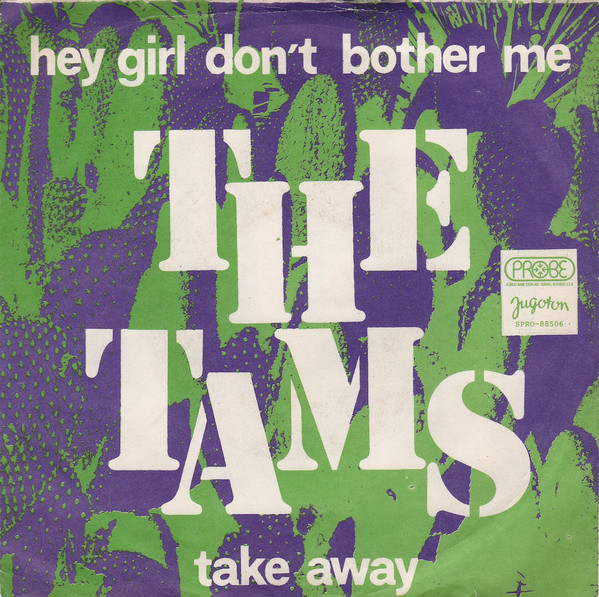 hey girl don't bother me
THE
TAMS
PROBE
Jugoton
SPRO-88506
take away